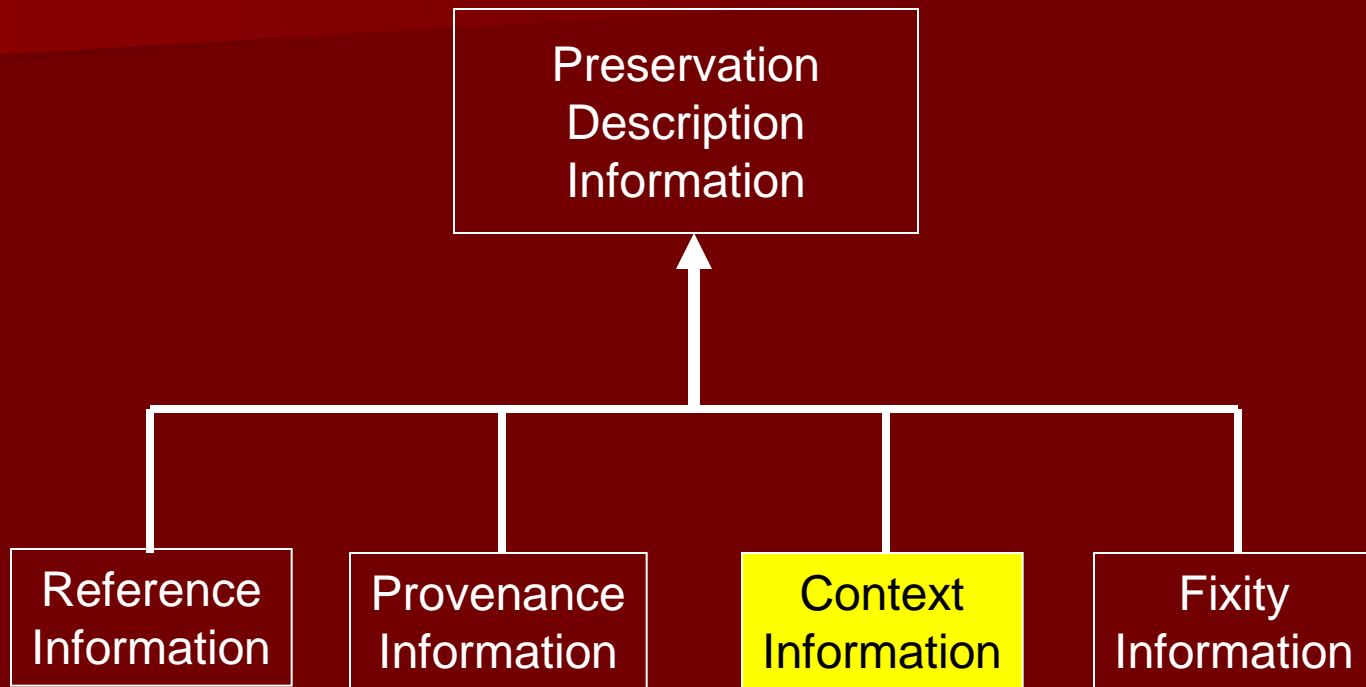 Preservation
Description
Information
Reference
Information
Provenance
Information
Context
Information
Fixity
Information